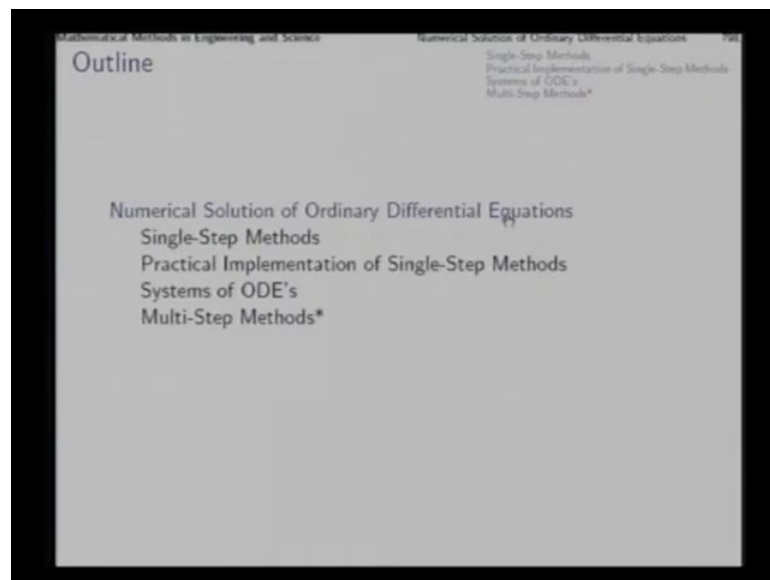 Mathematical Methods in Engineering and Science
Numerical Solution of Ordinary Differential Equations
Outline
Single-Step Methods
Practical Implementation of Single-Step Methods
Systems of ODE's
Multi-Step Methods*
Numerical Solution of Ordinary Differential Equations
Single-Step Methods
Practical Implementation of Single-Step Methods
Systems of ODE's
Multi-Step Methods*